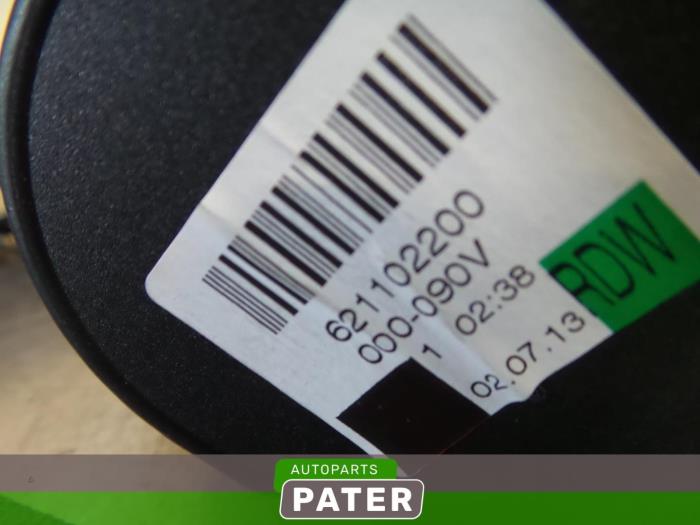 621102200
000-090V
1 02:38
02.07.13
RDW
AUTOPARTS
PATER